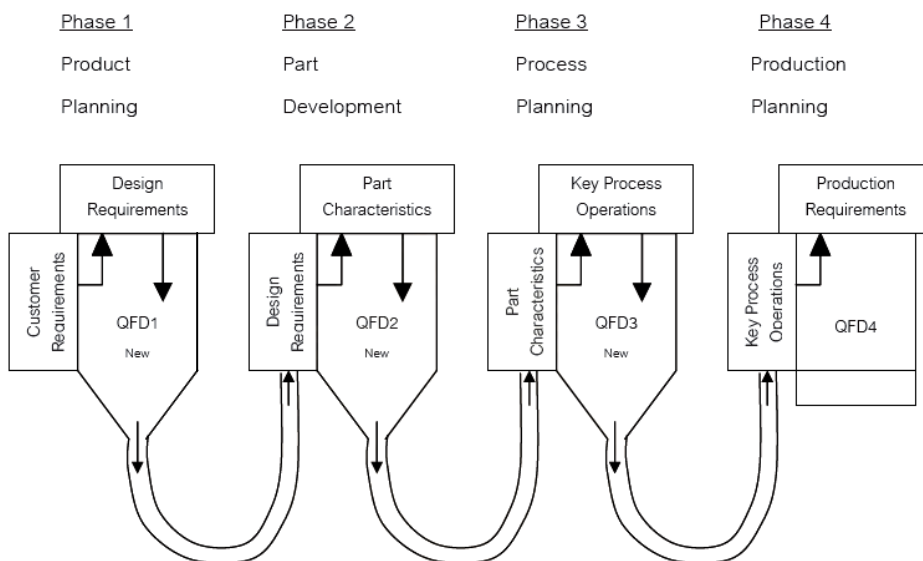 Phase 1
Product
Planning
Phase 2
Part
Development
Phase 3
Process
Planning
Phase 4
Production
Planning
Design
Requirements
Customer
Requirements
QFD1
New
Part
Characteristics
Design
Requirements
QFD2
New
Key Process
Operations
Part
Characteristics
QFD3
New
Production
Requirements
Key Process
Operations
QFD4